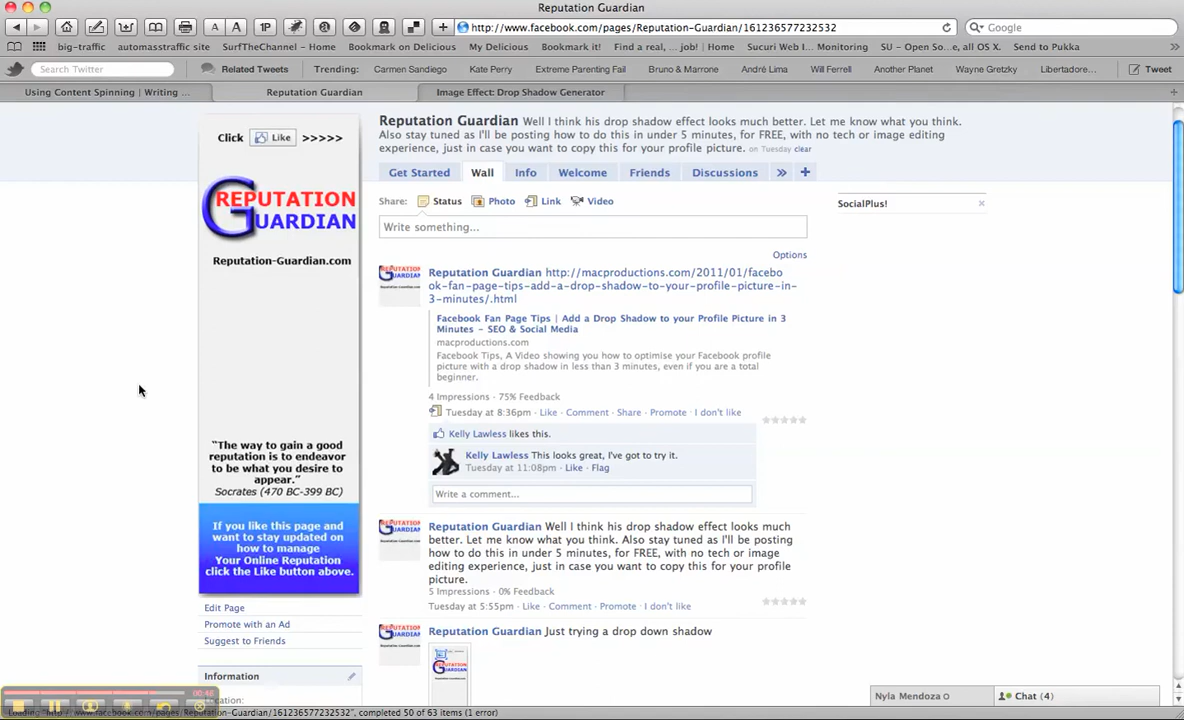 Reputation Guardian
A
A
1P
http://www.facebook.com/pages/Reputation-Guardian/161236577232532
Google
big-traffic
automasstraffic site
SurfTheChannel - Home
Bookmark on Delicious
My Delicious
Bookmark it!
Find a real, ... job! | Home
Sucuri Web I... Monitoring
SU - Open So...e, all OS X.
Send to Pukka
Search Twitter
Related Tweets
Trending:
Carmen Sandiego
Kate Perry
Extreme Parenting Fail
Bruno & Marrone
André Lima
Will Ferrell
Another Planet
Wayne Gretzky
Libertadore...
Tweet
Using Content Spinning | Writing ...
Reputation Guardian
Image Effect: Drop Shadow Generator
Click Like >>>>>
REPUTATION
GUARDIAN
Reputation-Guardian.com
"The way to gain a good
reputation is to endeavor
to be what you desire to
appear."
Socrates (470 BC-399 BC)
If you like this page and
want to stay updated on
how to manage
Your Online Reputation
click the Like button above.
Edit Page
Promote with an Ad
Suggest to Friends
Information
Location:
Reputation Guardian Well I think his drop shadow effect looks much better. Let me know what you think.
Also stay tuned as I'll be posting how to do this in under 5 minutes, for FREE, with no tech or image editing
experience, just in case you want to copy this for your profile picture. on Tuesday clear
Get Started
Wall
Info
Welcome
Friends
Discussions
»
+
Share: Status Photo Link Video
Write something...
Options
Reputation Guardian http://macproductions.com/2011/01/facebo
ok-fan-page-tips-add-a-drop-shadow-to-your-profile-picture-in-
3-minutes/.html
Facebook Fan Page Tips | Add a Drop Shadow to your Profile Picture in 3
Minutes - SEO & Social Media
macproductions.com
Facebook Tips, A Video showing you how to optimise your Facebook profile
picture with a drop shadow in less than 3 minutes, even if you are a total
beginner.
4 Impressions · 75% Feedback
Tuesday at 8:36pm · Like · Comment · Share · Promote · I don't like
Kelly Lawless likes this.
Kelly Lawless This looks great, I've got to try it.
Tuesday at 11:08pm · Like · Flag
Write a comment...
Reputation Guardian Well I think his drop shadow effect looks much
better. Let me know what you think. Also stay tuned as I'll be posting
how to do this in under 5 minutes, for FREE, with no tech or image
editing experience, just in case you want to copy this for your profile
picture.
5 Impressions · 0% Feedback
Tuesday at 5:55pm · Like · Comment · Promote · I don't like
Reputation Guardian Just trying a drop down shadow
SocialPlus!
Nyla Mendoza
Chat (4)
00:48
Loading "http://www.facebook.com/pages/Reputation-Guardian/161236577232532", completed 50 of 63 items (1 error)